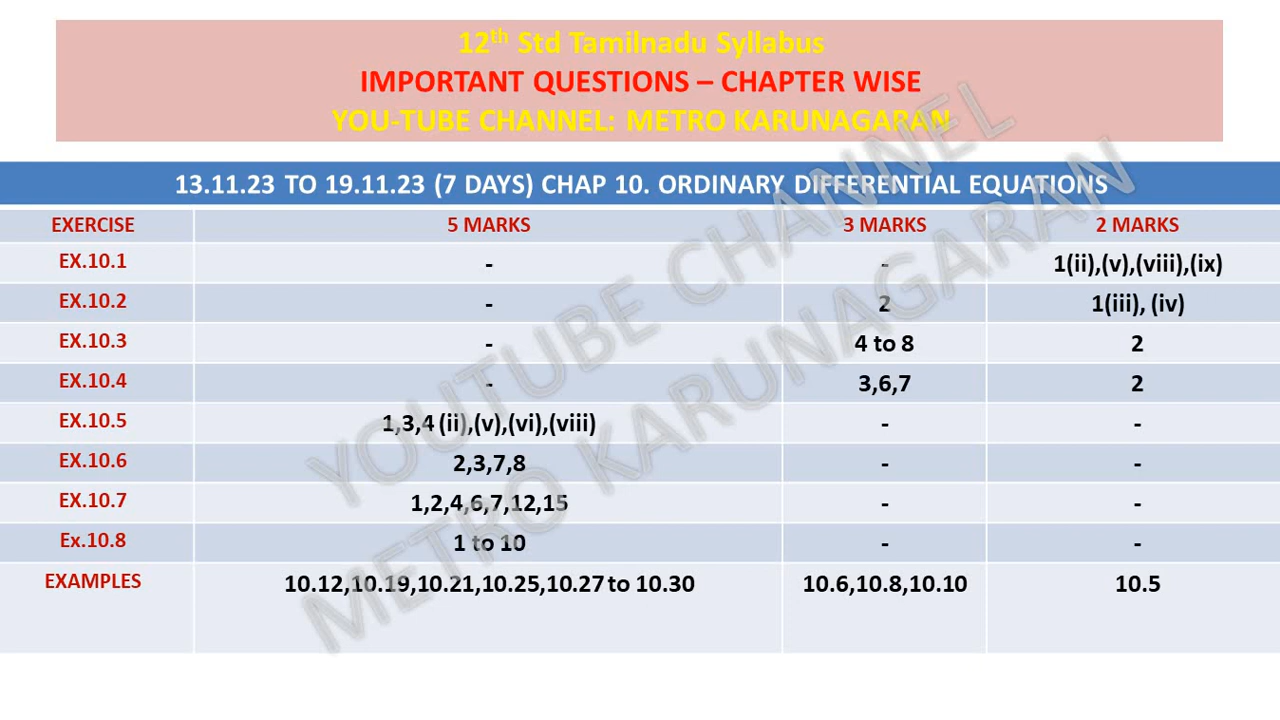 12th Std Tamilnadu Syllabus
IMPORTANT QUESTIONS – CHAPTER WISE
YOU-TUBE CHANNEL: METRO KARUNAGARAN
13.11.23 TO 19.11.23 (7 DAYS) CHAP 10. ORDINARY DIFFERENTIAL EQUATIONS
EXERCISE 5 MARKS 3 MARKS 2 MARKS
EX.10.1 - - 1(ii),(v),(viii),(ix)
EX.10.2 - 2 1(iii), (iv)
EX.10.3 - 4 to 8 2
EX.10.4 - 3,6,7 2
EX.10.5 1,3,4 (ii),(v),(vi),(viii) - -
EX.10.6 2,3,7,8 - -
EX.10.7 1,2,4,6,7,12,15 - -
Ex.10.8 1 to 10 - -
EXAMPLES 10.12,10.19,10.21,10.25,10.27 to 10.30 10.6,10.8,10.10 10.5
YOUTUBE CHANNEL
METRO KARUNAGARAN